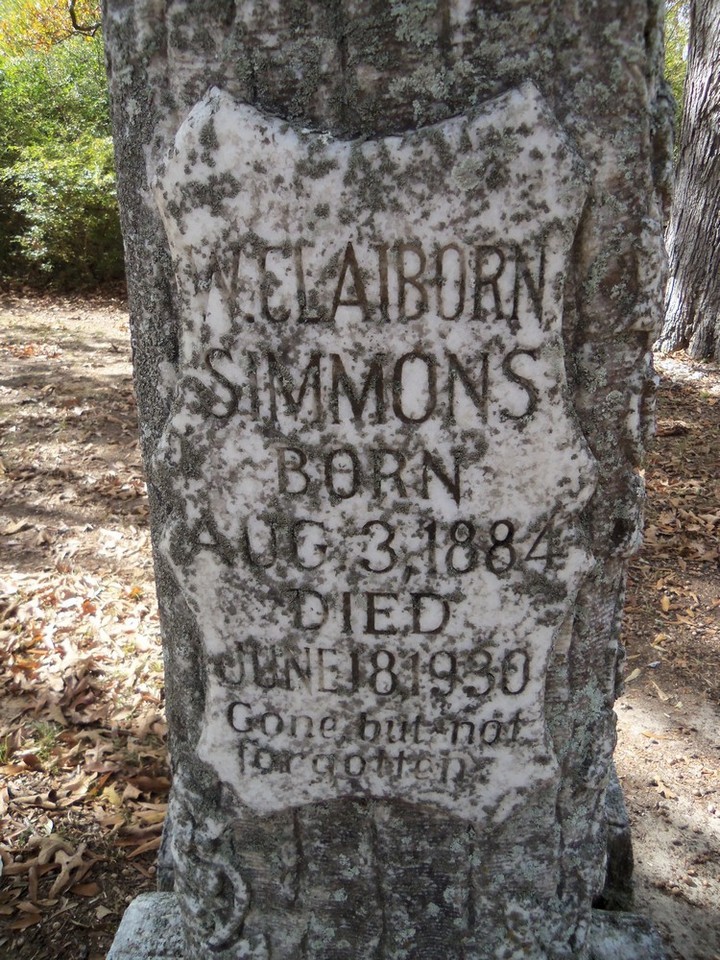 W. CLAIBORN
SIMMONS
BORN
AUG. 3, 1884
DIED
JUNE 18 1930
Gone but not
forgotten